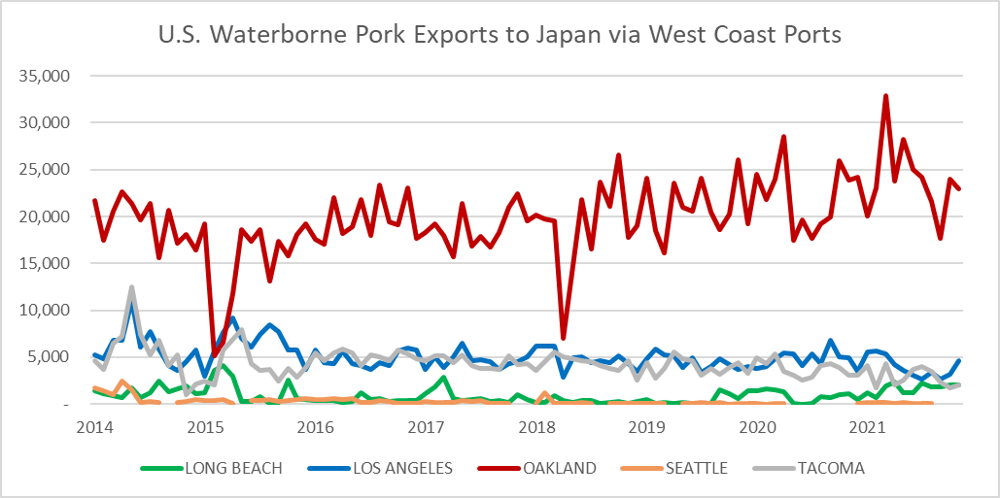 U.S. Waterborne Pork Exports to Japan via West Coast Ports
35,000
30,000
25,000
20,000
15,000
10,000
5,000
-
2014 2015 2016 2017 2018 2019 2020 2021
LONG BEACH LOS ANGELES OAKLAND SEATTLE TACOMA